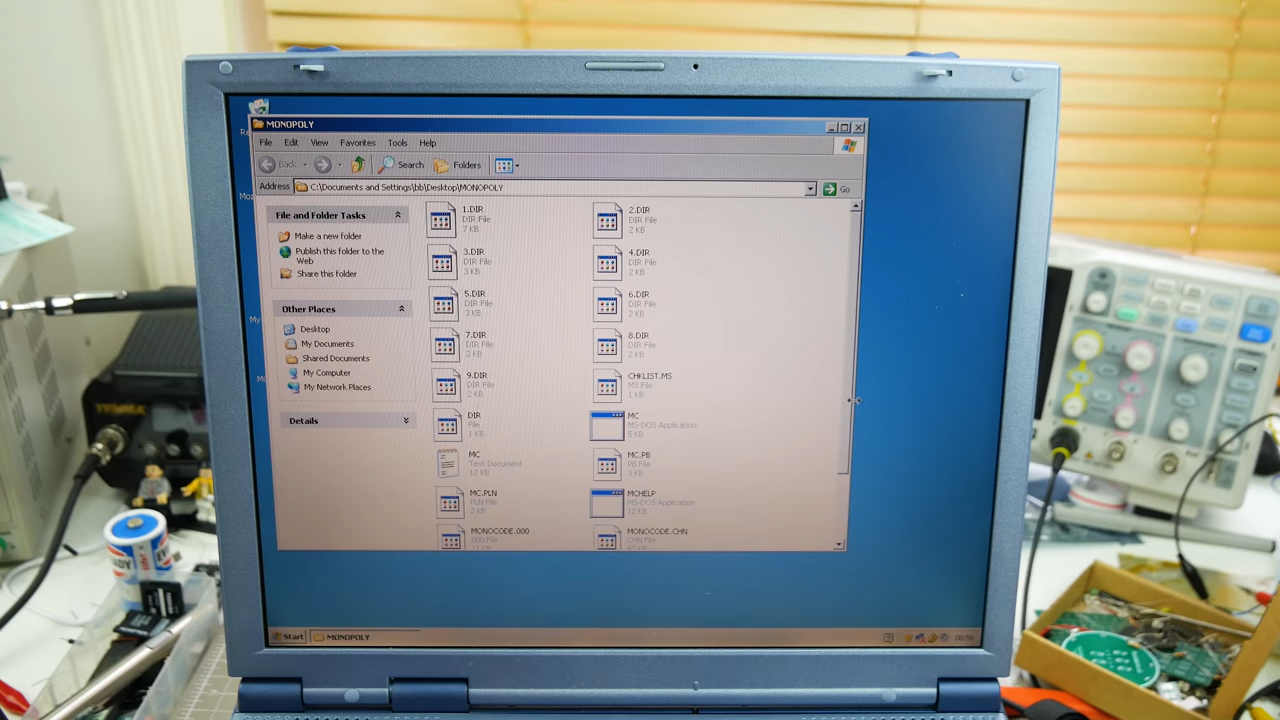 MONOPOLY
File Edit View Favorites Tools Help
Back Search Folders
Address C:\Documents and Settings\bb\Desktop\MONOPOLY Go
File and Folder Tasks
Make a new folder
Publish this folder to the
Web
Share this folder
Other Places
Desktop
My Documents
Shared Documents
My Computer
My Network Places
Details
1.DIR
DIR File
7 KB
2.DIR
DIR File
2 KB
3.DIR
DIR File
3 KB
4.DIR
DIR File
2 KB
5.DIR
DIR File
3 KB
6.DIR
DIR File
2 KB
7.DIR
DIR File
2 KB
8.DIR
DIR File
2 KB
9.DIR
DIR File
2 KB
CHKLIST.MS
MS File
1 KB
DIR
File
1 KB
MC
MS-DOS Application
5 KB
MC
Text Document
12 KB
MC.PB
PB File
3 KB
MC.PLN
PLN File
2 KB
MCHELP
MS-DOS Application
12 KB
MONOCODE.000
000 File
MONOCODE.CHN
CHN File
Start MONOPOLY 00:56